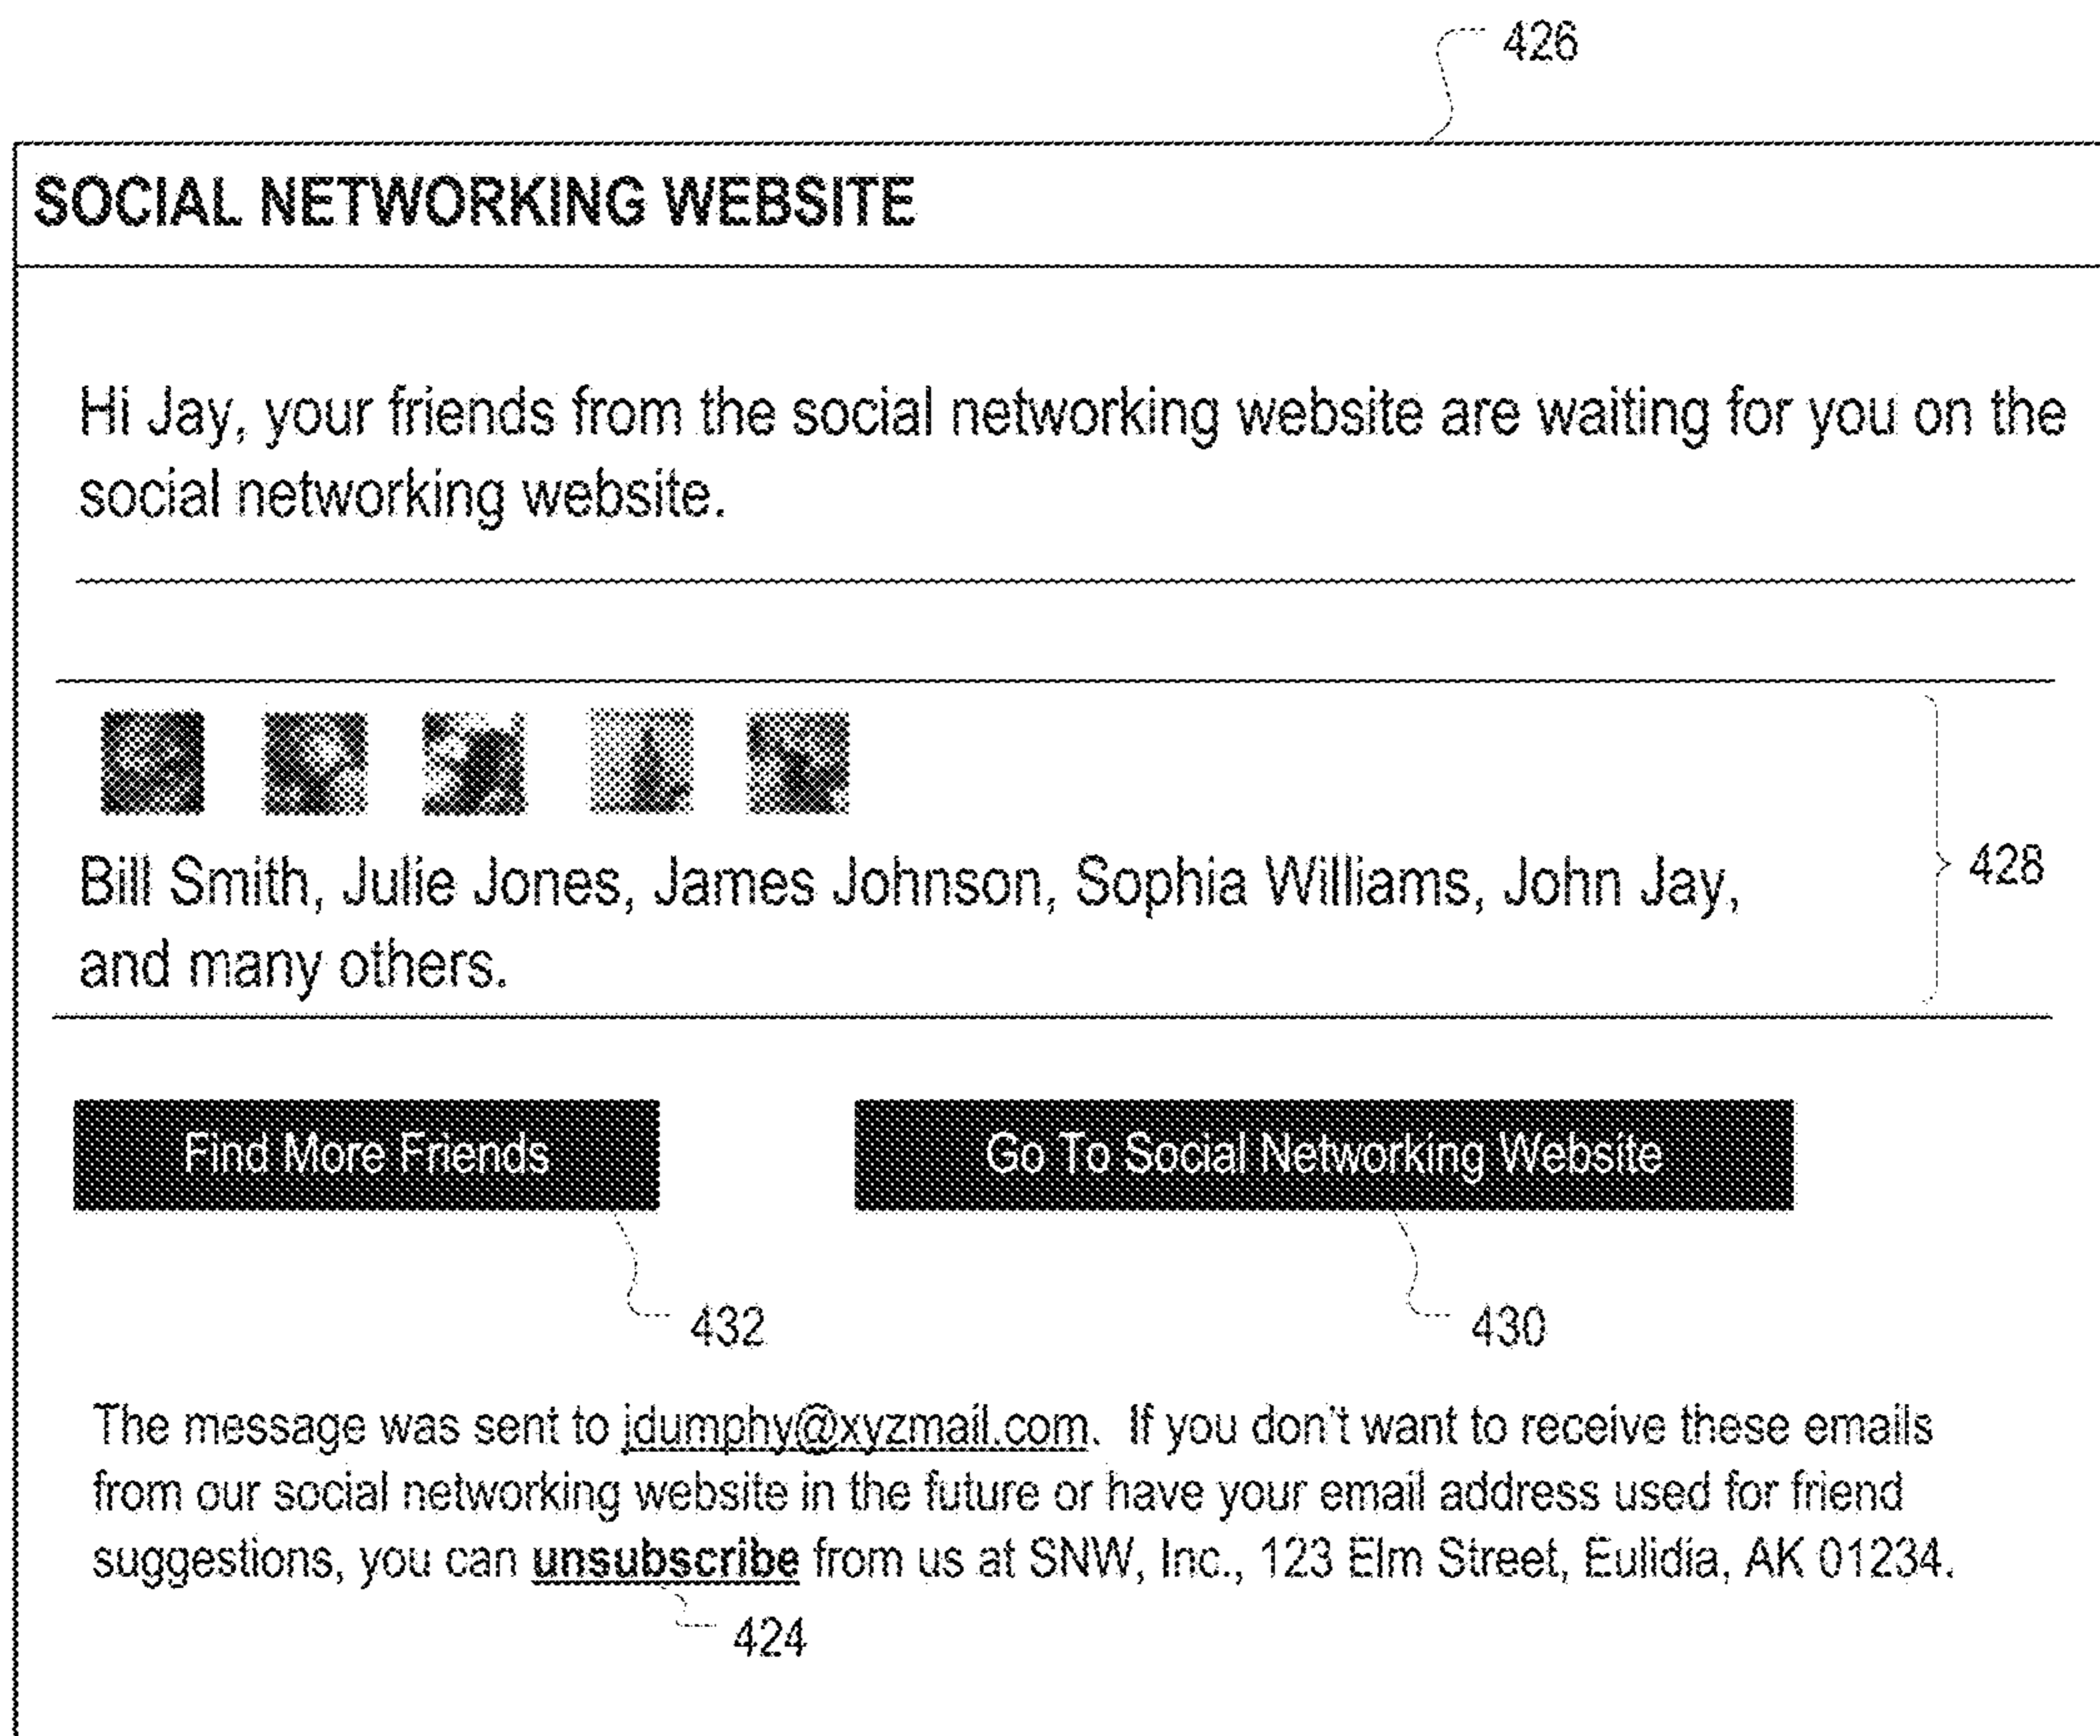 426
SOCIAL NETWORKING WEBSITE
Hi Jay, your friends from the social networking website are waiting for you on the
social networking website.
Bill Smith, Julie Jones, James Johnson, Sophia Williams, John Jay,
and many others.
428
Find More Friends
Go To Social Networking Website
432
430
The message was sent to jdumphy@xyzmail.com. If you don't want to receive these emails
from our social networking website in the future or have your email address used for friend
suggestions, you can unsubscribe from us at SNW, Inc., 123 Elm Street, Eulidia, AK 01234.
424